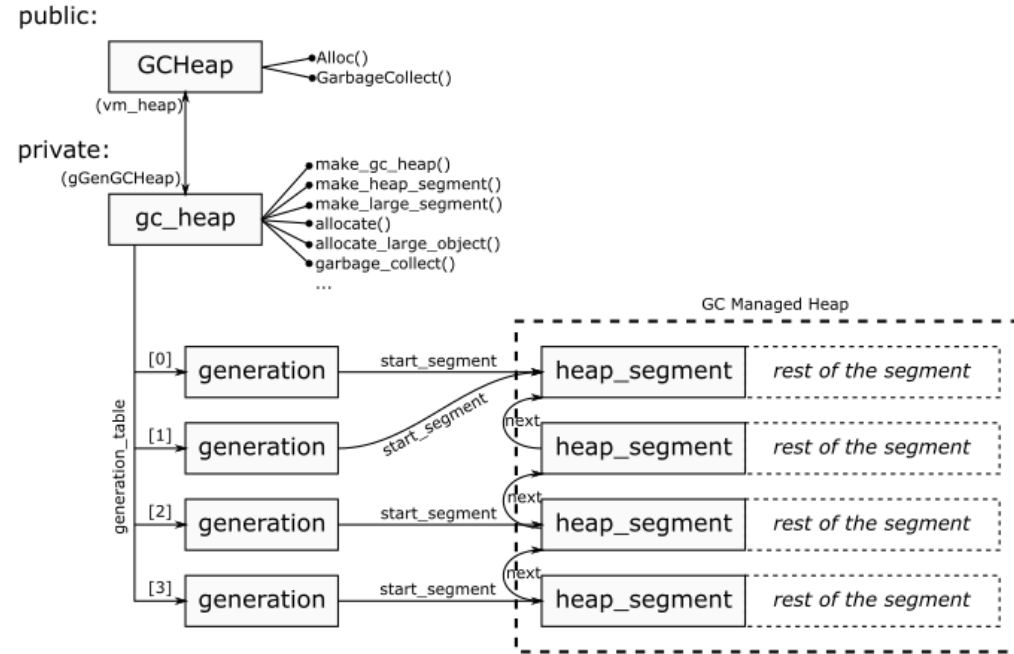 public:
GCHeap
Alloc()
GarbageCollect()
(vm_heap)
private:
(gGenGCHeap)
gc_heap
make_gc_heap()
make_heap_segment()
make_large_segment()
allocate()
allocate_large_object()
garbage_collect()
...
GC Managed Heap
generation_table
[0]
generation
start_segment
heap_segment
rest of the segment
next
[1]
generation
start_segment
heap_segment
rest of the segment
next
[2]
generation
start_segment
heap_segment
rest of the segment
next
[3]
generation
start_segment
heap_segment
rest of the segment